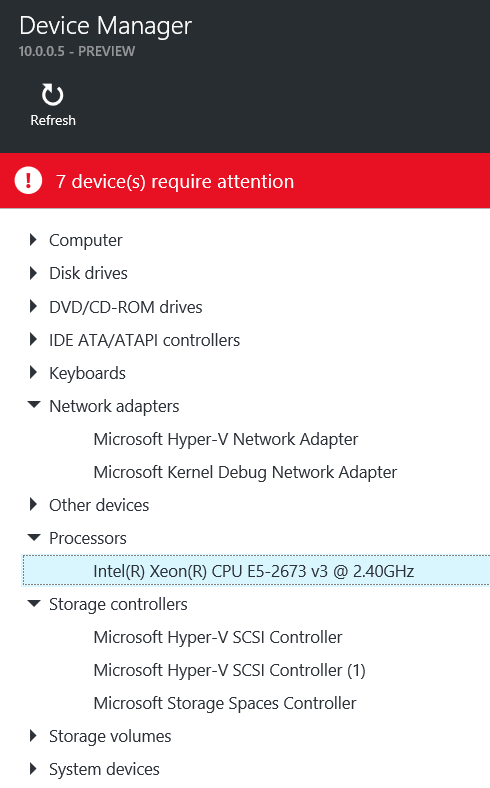 Device Manager
10.0.0.5 - PREVIEW
Refresh
! 7 device(s) require attention
Computer
Disk drives
DVD/CD-ROM drives
IDE ATA/ATAPI controllers
Keyboards
Network adapters
Microsoft Hyper-V Network Adapter
Microsoft Kernel Debug Network Adapter
Other devices
Processors
Intel(R) Xeon(R) CPU E5-2673 v3 @ 2.40GHz
Storage controllers
Microsoft Hyper-V SCSI Controller
Microsoft Hyper-V SCSI Controller (1)
Microsoft Storage Spaces Controller
Storage volumes
System devices